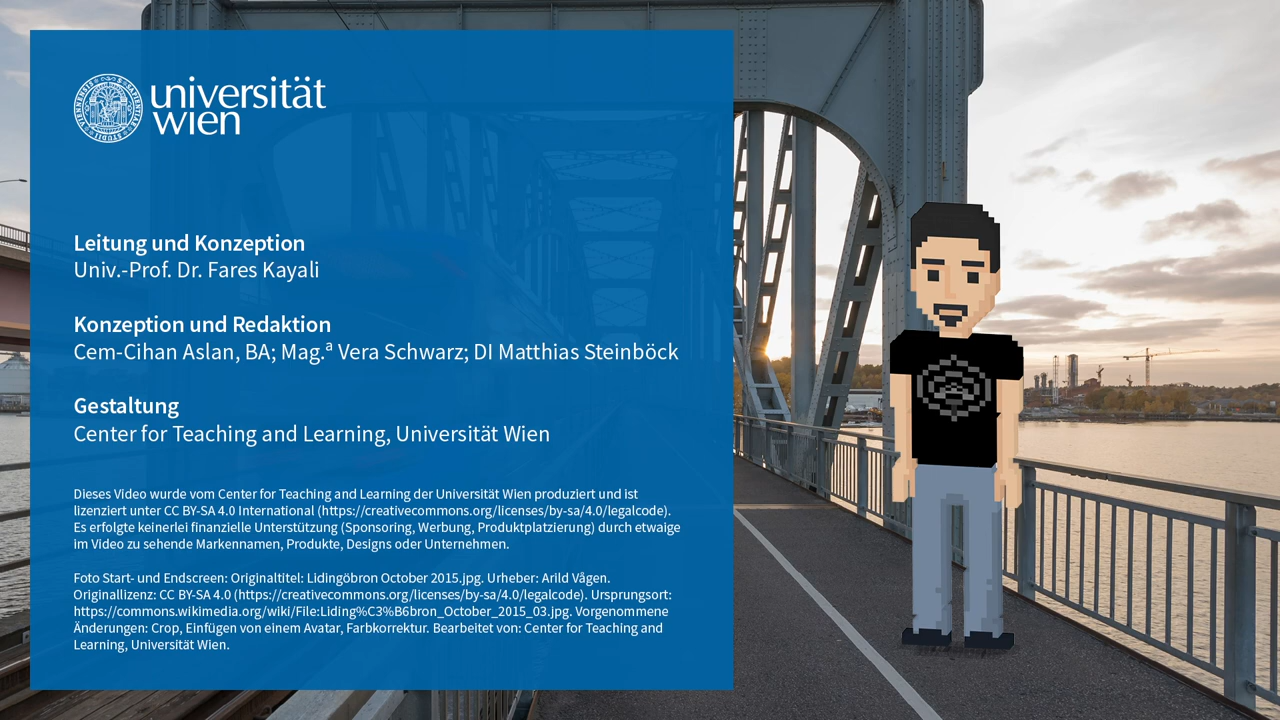 universität
wien
Leitung und Konzeption
Univ.-Prof. Dr. Fares Kayali
Konzeption und Redaktion
Cem-Cihan Aslan, BA; Mag.ª Vera Schwarz; DI Matthias Steinböck
Gestaltung
Center for Teaching and Learning, Universität Wien
Dieses Video wurde vom Center for Teaching and Learning der Universität Wien produziert und ist
lizenziert unter CC BY-SA 4.0 International (https://creativecommons.org/licenses/by-sa/4.0/legalcode).
Es erfolgte keinerlei finanzielle Unterstützung (Sponsoring, Werbung, Produktplatzierung) durch etwaige
im Video zu sehende Markennamen, Produkte, Designs oder Unternehmen.
Foto Start- und Endscreen: Originaltitel: Lidingöbron October 2015.jpg. Urheber: Arild Vågen.
Originallizenz: CC BY-SA 4.0 (https://creativecommons.org/licenses/by-sa/4.0/legalcode). Ursprungsort:
https://commons.wikimedia.org/wiki/File:Liding%C3%B6bron_October_2015_03.jpg. Vorgenommene
Änderungen: Crop, Einfügen von einem Avatar, Farbkorrektur. Bearbeitet von: Center for Teaching and
Learning, Universität Wien.